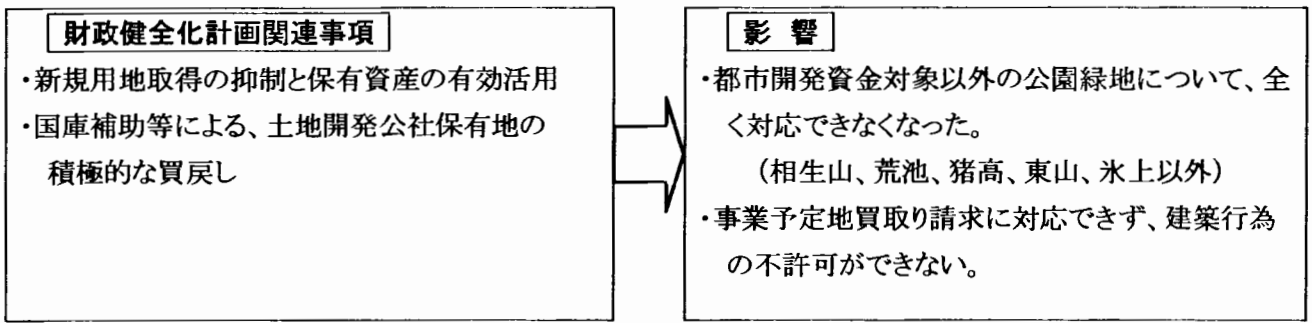 財政健全化計画関連事項
・新規用地取得の抑制と保有資産の有効活用
・国庫補助等による、土地開発公社保有地の
積極的な買戻し
影 響
・都市開発資金対象以外の公園緑地について、全
く対応できなくなった。
（相生山、荒池、猪高、東山、氷上以外）
・事業予定地買取り請求に対応できず、建築行為
の不許可ができない。